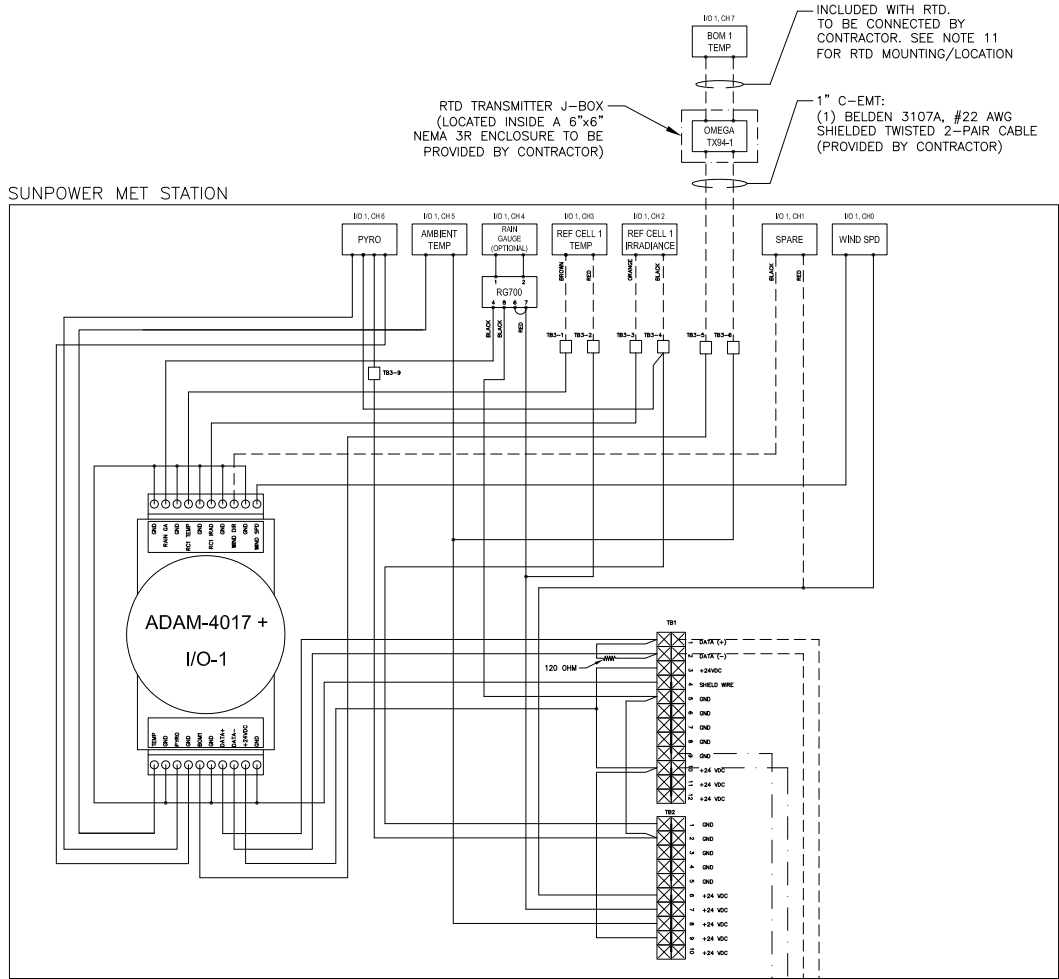 INCLUDED WITH RTD.
TO BE CONNECTED BY
CONTRACTOR. SEE NOTE 11
FOR RTD MOUNTING/LOCATION
I/O 1, CH7
BOM 1
TEMP
RTD TRANSMITTER J-BOX
(LOCATED INSIDE A 6"x6"
NEMA 3R ENCLOSURE TO BE
PROVIDED BY CONTRACTOR)
OMEGA
TX94-1
1" C-EMT:
(1) BELDEN 3107A, #22 AWG
SHIELDED TWISTED 2-PAIR CABLE
(PROVIDED BY CONTRACTOR)
SUNPOWER MET STATION
I/O 1, CH6
PYRO
I/O 1, CH5
AMBIENT
TEMP
I/O 1, CH4
RAIN
GAUGE
(OPTIONAL)
I/O 1, CH3
REF CELL 1
TEMP
I/O 1, CH2
REF CELL 1
IRRADIANCE
I/O 1, CH1
SPARE
I/O 1, CH0
WIND SPD
1 2
RG700
4 8 6 7
BLACK
BLACK
RED
BROWN
RED
ORANGE
BLACK
BLACK
RED
TB3-1
TB3-2
TB3-3
TB3-4
TB3-5
TB3-6
TB3-9
GND
RAIN GA
GND
RC1 TEMP
GND
RC1 IRAD
GND
WIND DIR
GND
WIND SPD
ADAM-4017 +
I/O-1
TEMP
GND
PYRO
GND
BOM1
GND
DATA+
DATA-
+24VDC
GND
120 OHM
TB1
1 DATA (+)
2 DATA (-)
3 +24VDC
4 SHIELD WIRE
5 GND
6 GND
7 GND
8 GND
9 GND
10 +24 VDC
11 +24 VDC
12 +24 VDC
TB2
1 GND
2 GND
3 GND
4 GND
5 GND
6 +24 VDC
7 +24 VDC
8 +24 VDC
9 +24 VDC
10 +24 VDC